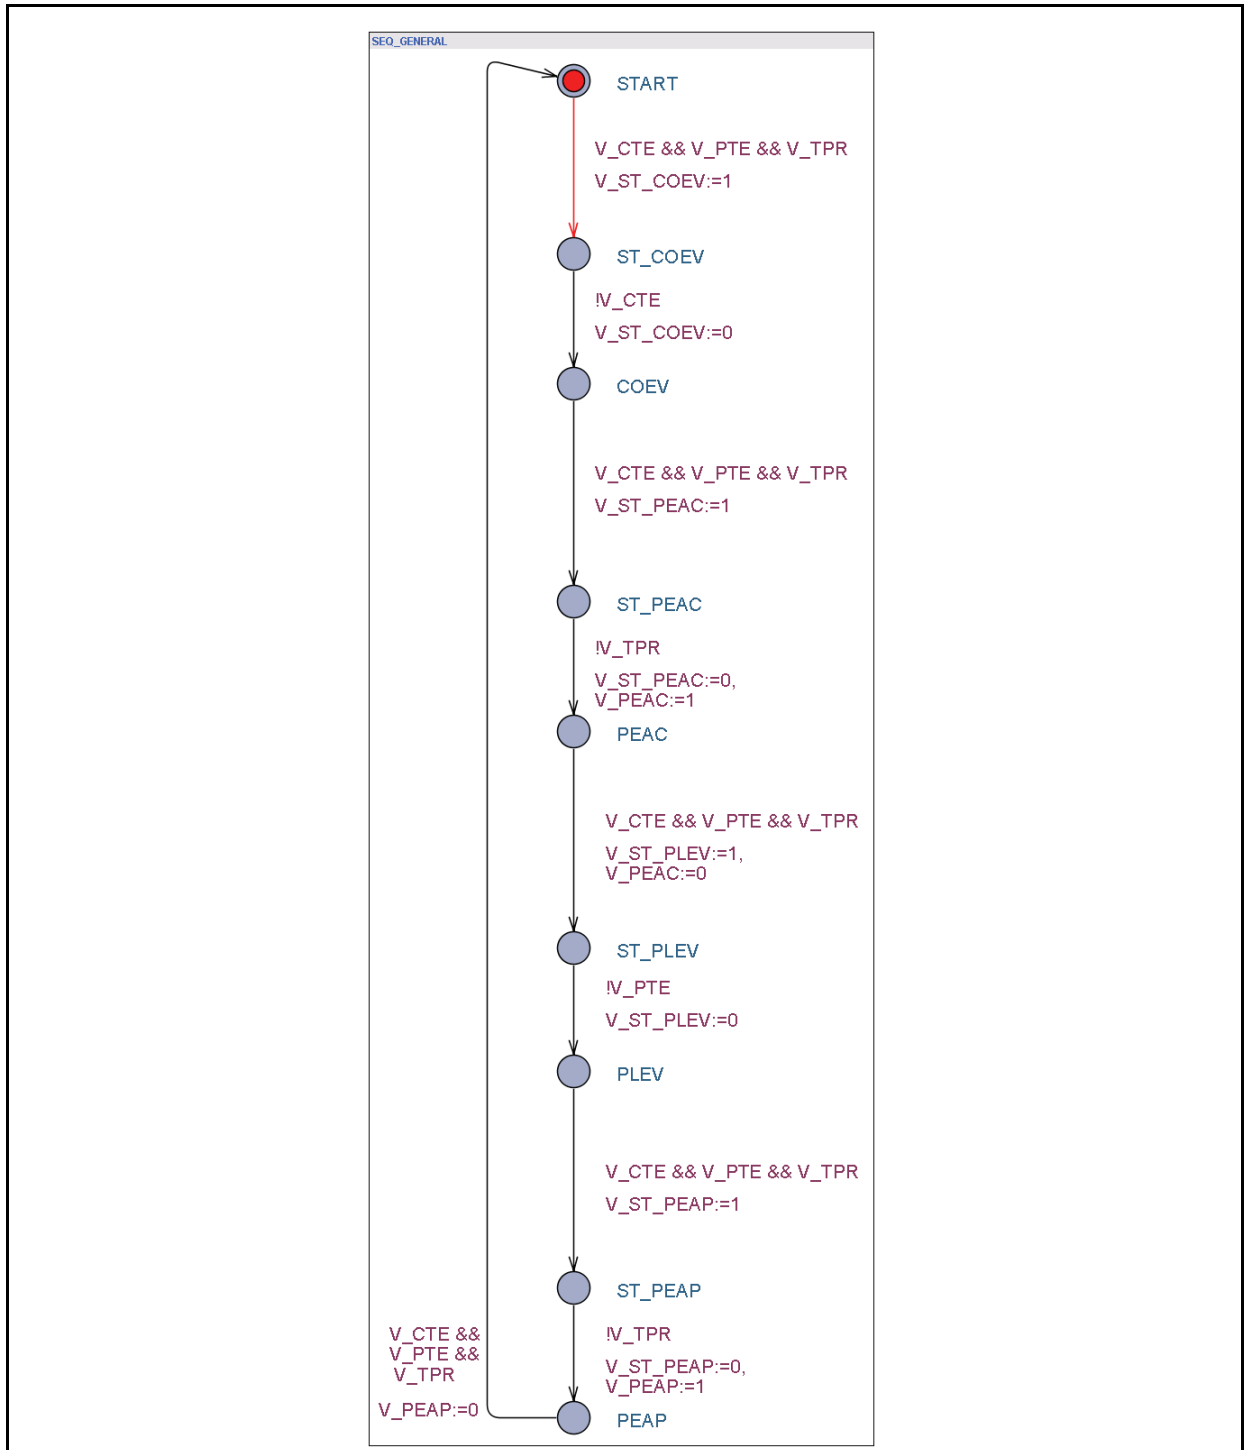 SEQ_GENERAL
START
V_CTE && V_PTE && V_TPR
V_ST_COEV:=1
ST_COEV
!V_CTE
V_ST_COEV:=0
COEV
V_CTE && V_PTE && V_TPR
V_ST_PEAC:=1
ST_PEAC
!V_TPR
V_ST_PEAC:=0,
V_PEAC:=1
PEAC
V_CTE && V_PTE && V_TPR
V_ST_PLEV:=1,
V_PEAC:=0
ST_PLEV
!V_PTE
V_ST_PLEV:=0
PLEV
V_CTE && V_PTE && V_TPR
V_ST_PEAP:=1
ST_PEAP
!V_TPR
V_ST_PEAP:=0,
V_PEAP:=1
PEAP
V_CTE &&
V_PTE &&
V_TPR
V_PEAP:=0